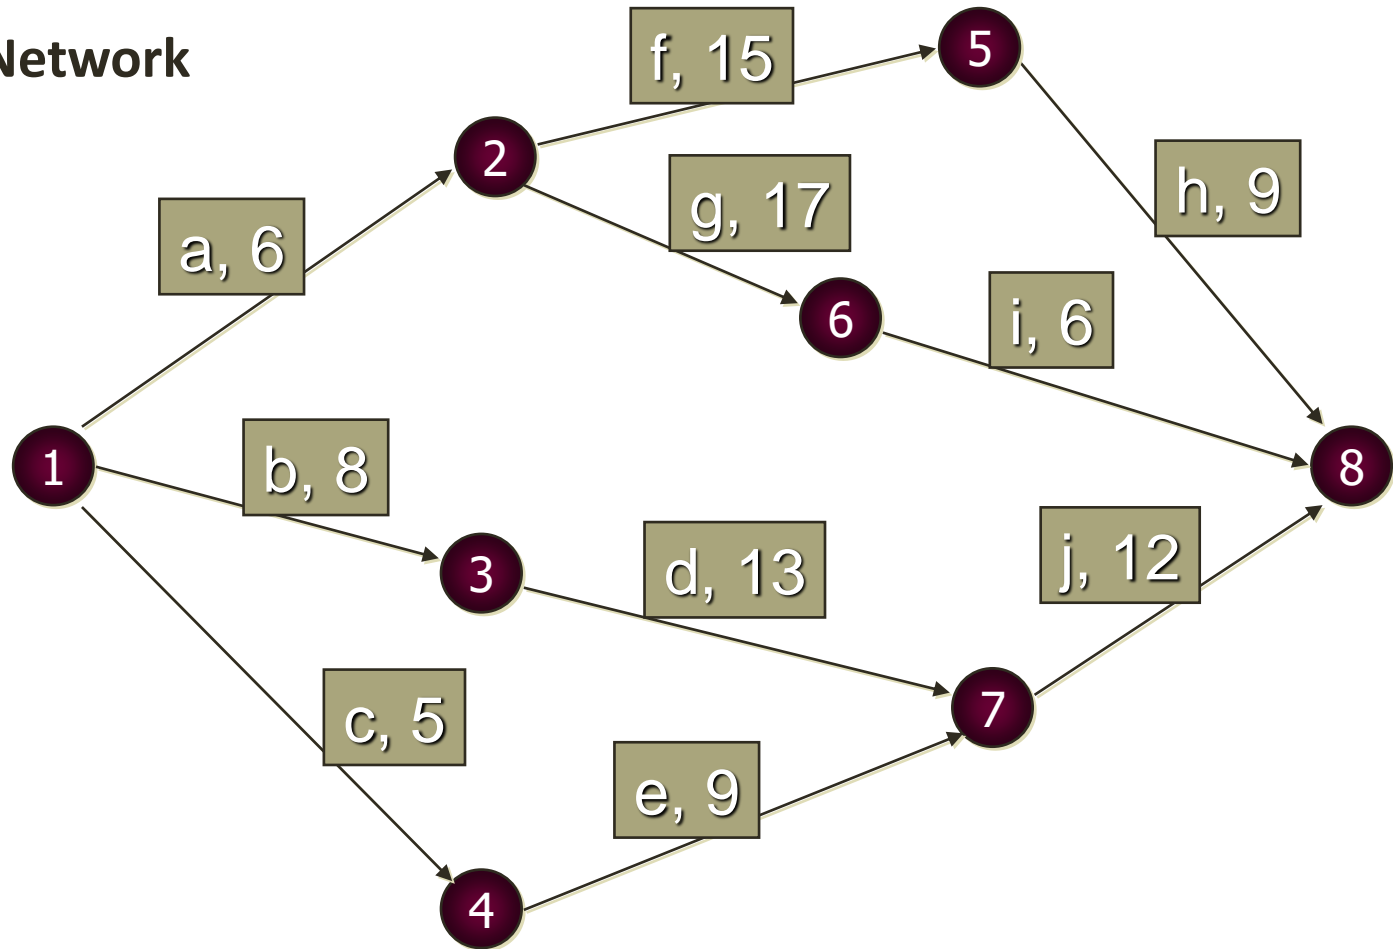 Network
f, 15
5
2
g, 17
h, 9
a, 6
6
i, 6
1
b, 8
8
3
d, 13
j, 12
c, 5
7
e, 9
4